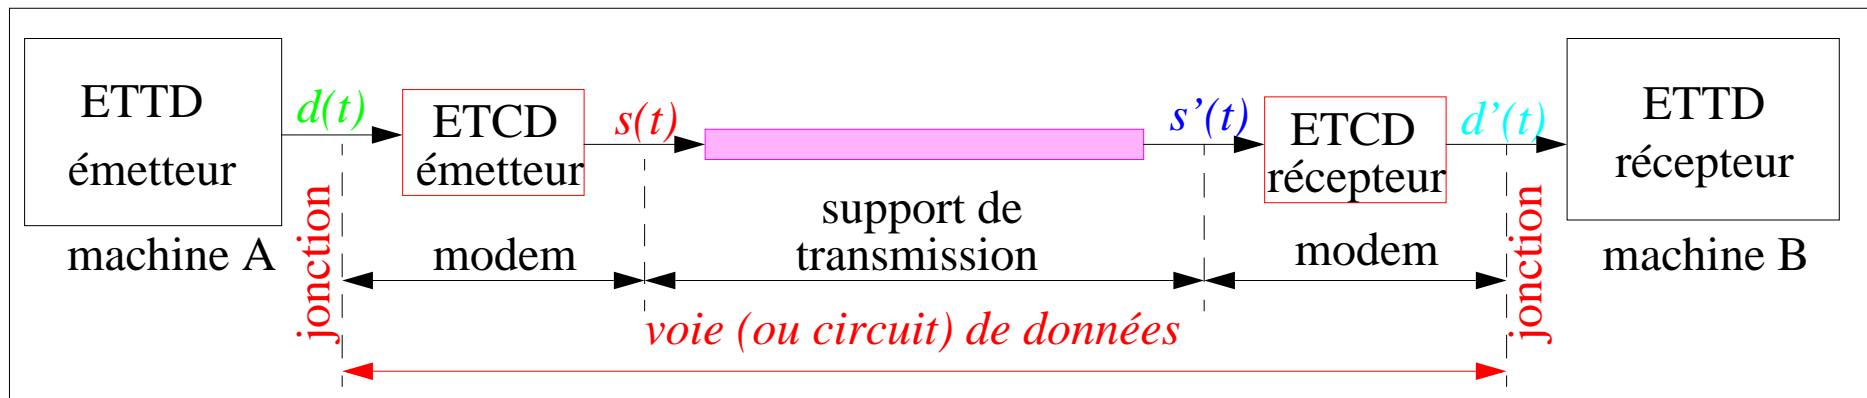 ETTD
émetteur
machine A
d(t)
jonction
ETCD
émetteur
modem
s(t)
support de
transmission
s’(t)
ETCD
récepteur
modem
d’(t)
jonction
ETTD
récepteur
machine B
voie (ou circuit) de données